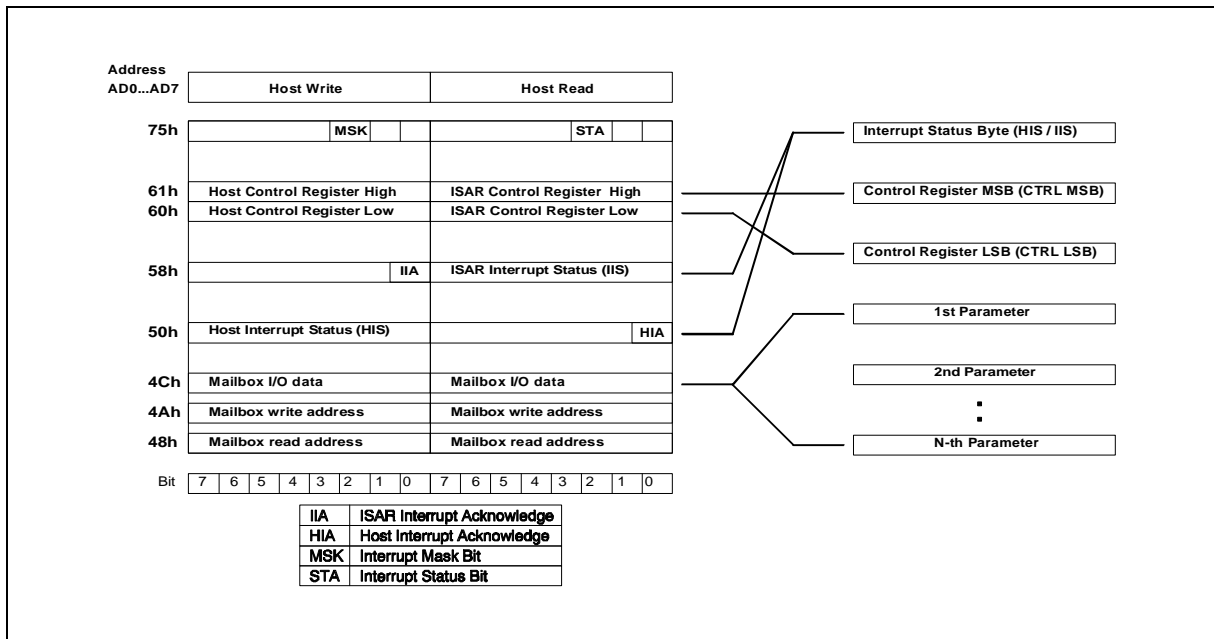 Address
AD0...AD7 Host Write Host Read
75h MSK STA Interrupt Status Byte (HIS / IIS)
61h Host Control Register High ISAR Control Register High Control Register MSB (CTRL MSB)
60h Host Control Register Low ISAR Control Register Low
Control Register LSB (CTRL LSB)
58h IIA ISAR Interrupt Status (IIS)
1st Parameter
50h Host Interrupt Status (HIS) HIA
4Ch Mailbox I/O data Mailbox I/O data 2nd Parameter
4Ah Mailbox write address Mailbox write address :
48h Mailbox read address Mailbox read address N-th Parameter
Bit 7 6 5 4 3 2 1 0 7 6 5 4 3 2 1 0
IIA ISAR Interrupt Acknowledge
HIA Host Interrupt Acknowledge
MSK Interrupt Mask Bit
STA Interrupt Status Bit